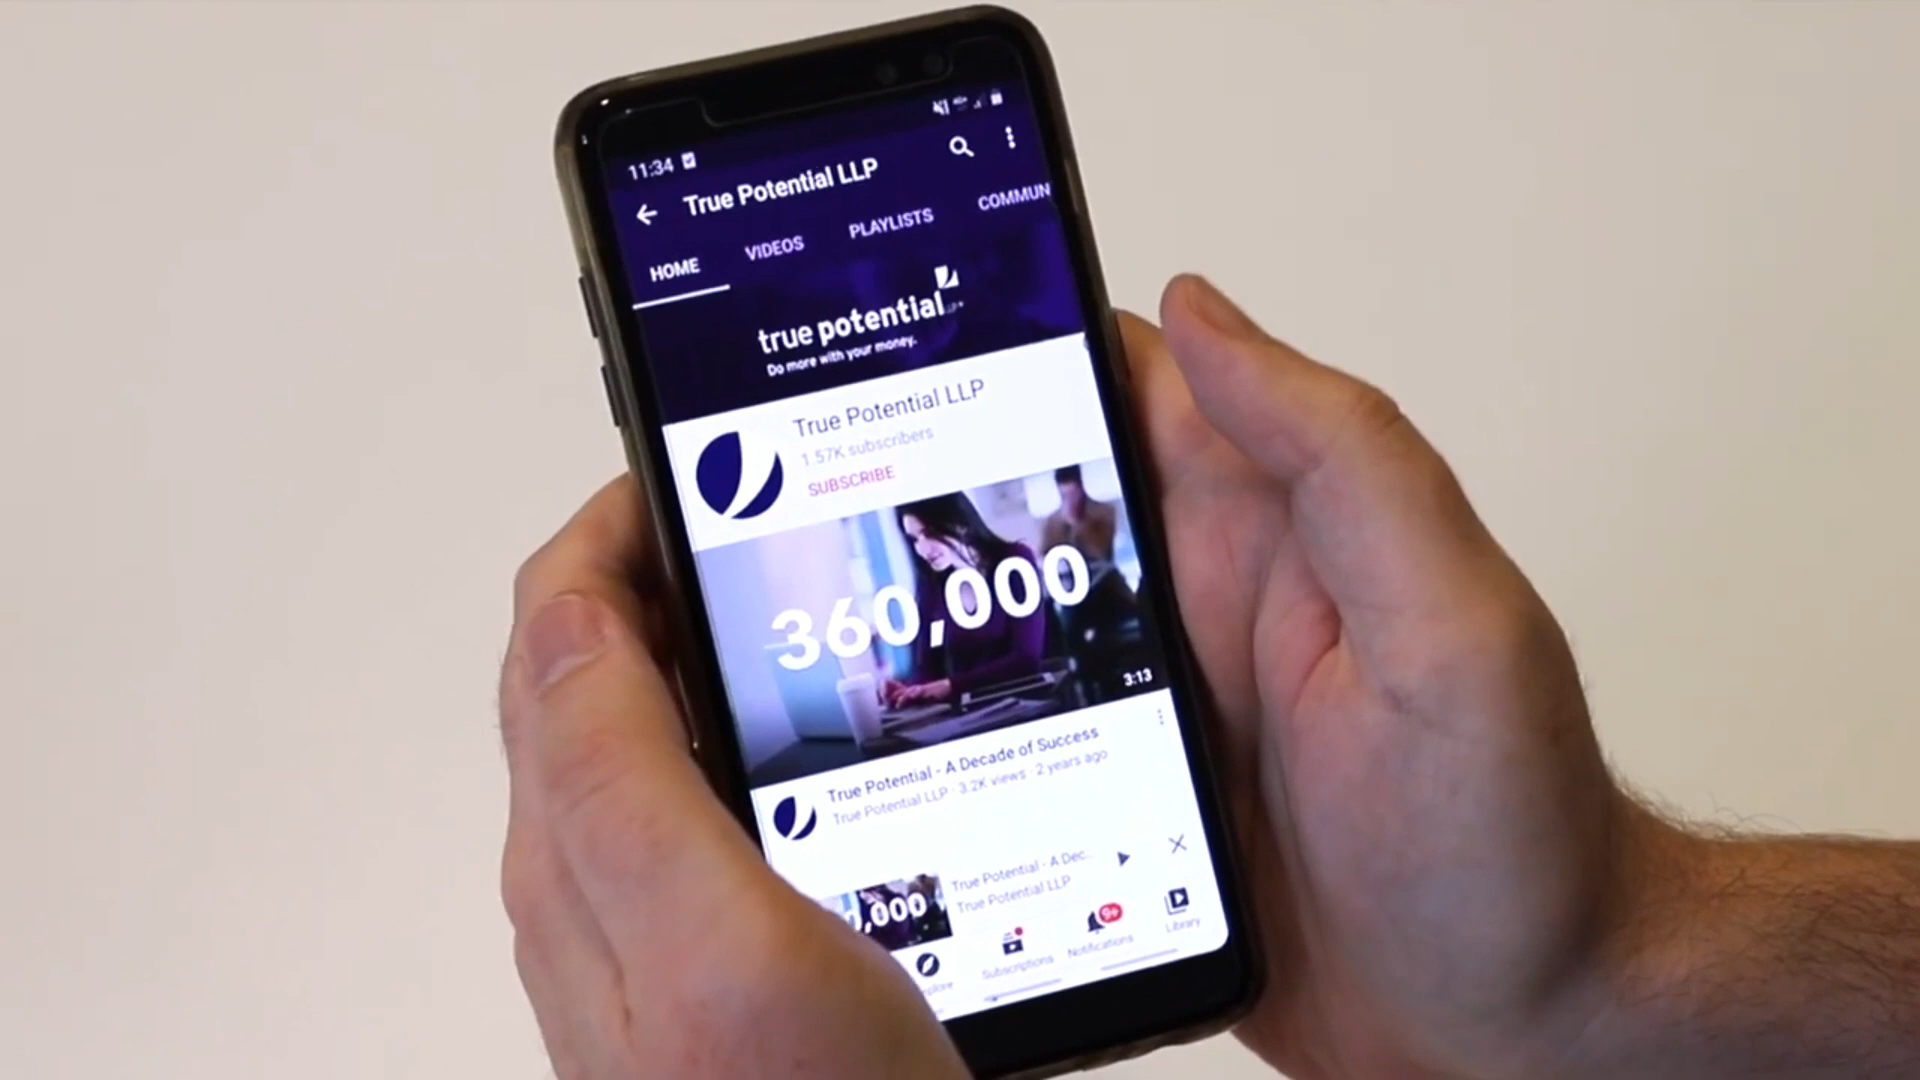 11:34
True Potential LLP
HOME VIDEOS PLAYLISTS COMMUN
true potential
Do more with your money.
True Potential LLP
1.57K subscribers
SUBSCRIBE
360,000
3:13
True Potential - A Decade of Success
True Potential LLP · 3.2K views · 2 years ago
True Potential - A Dec...
True Potential LLP
,000
9+
plore Subscriptions Notifications Library